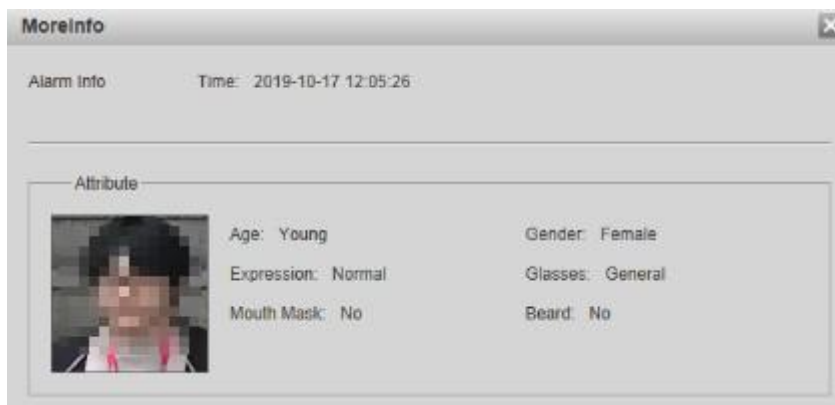 MoreInfo
Alarm Info Time: 2019-10-17 12:05:26
Attribute
Age: Young Gender: Female
Expression: Normal Glasses: General
Mouth Mask: No Beard: No